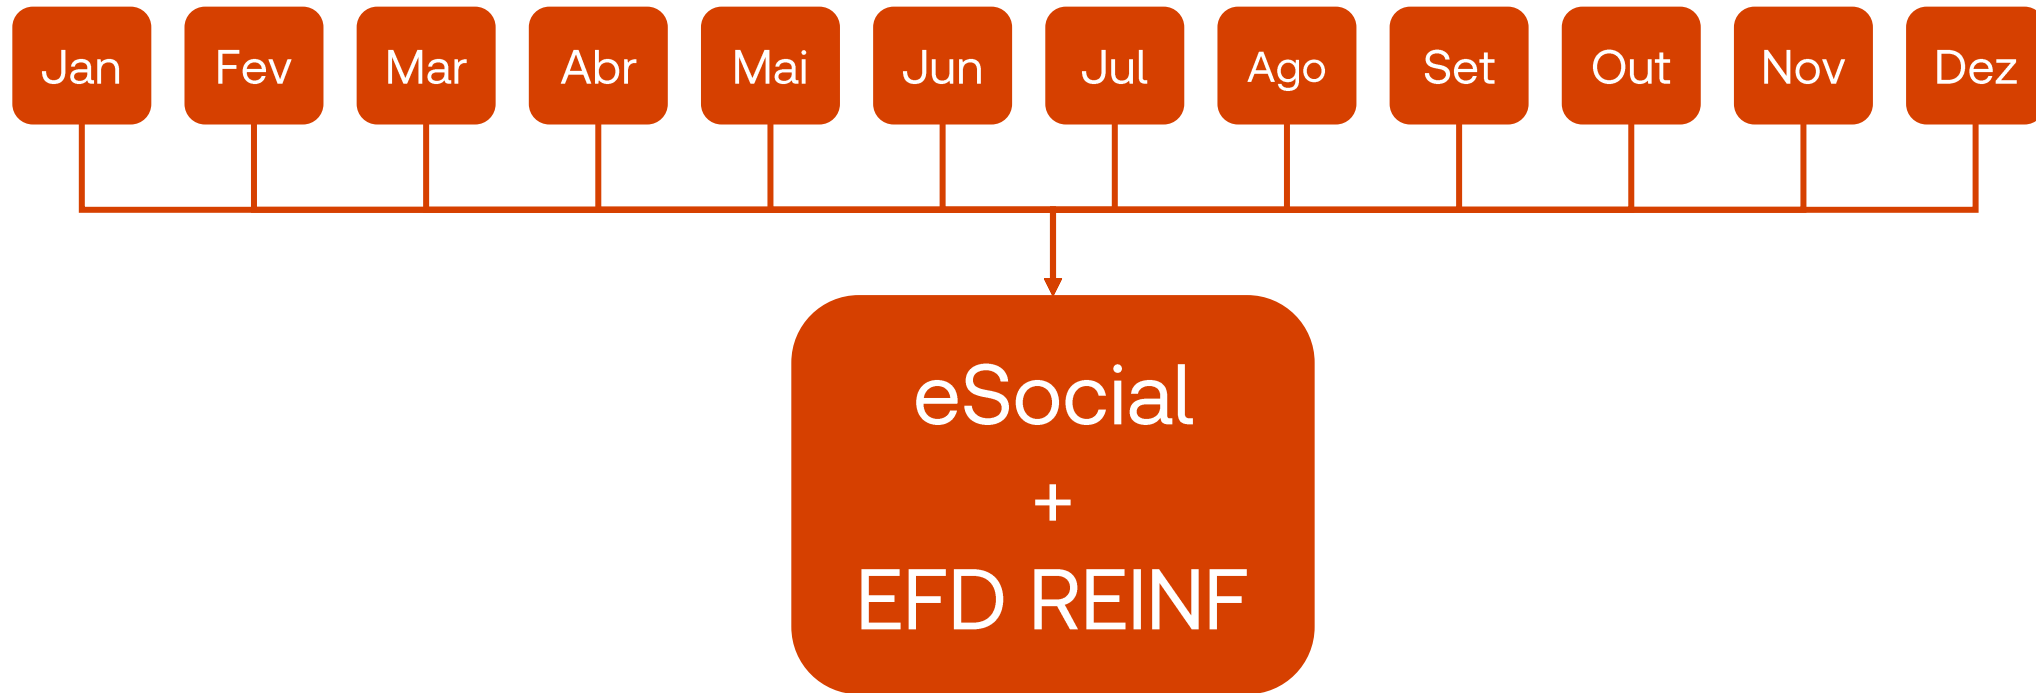 Jan Fev Mar Abr Mai Jun Jul Ago Set Out Nov Dez
eSocial
+
EFD REINF